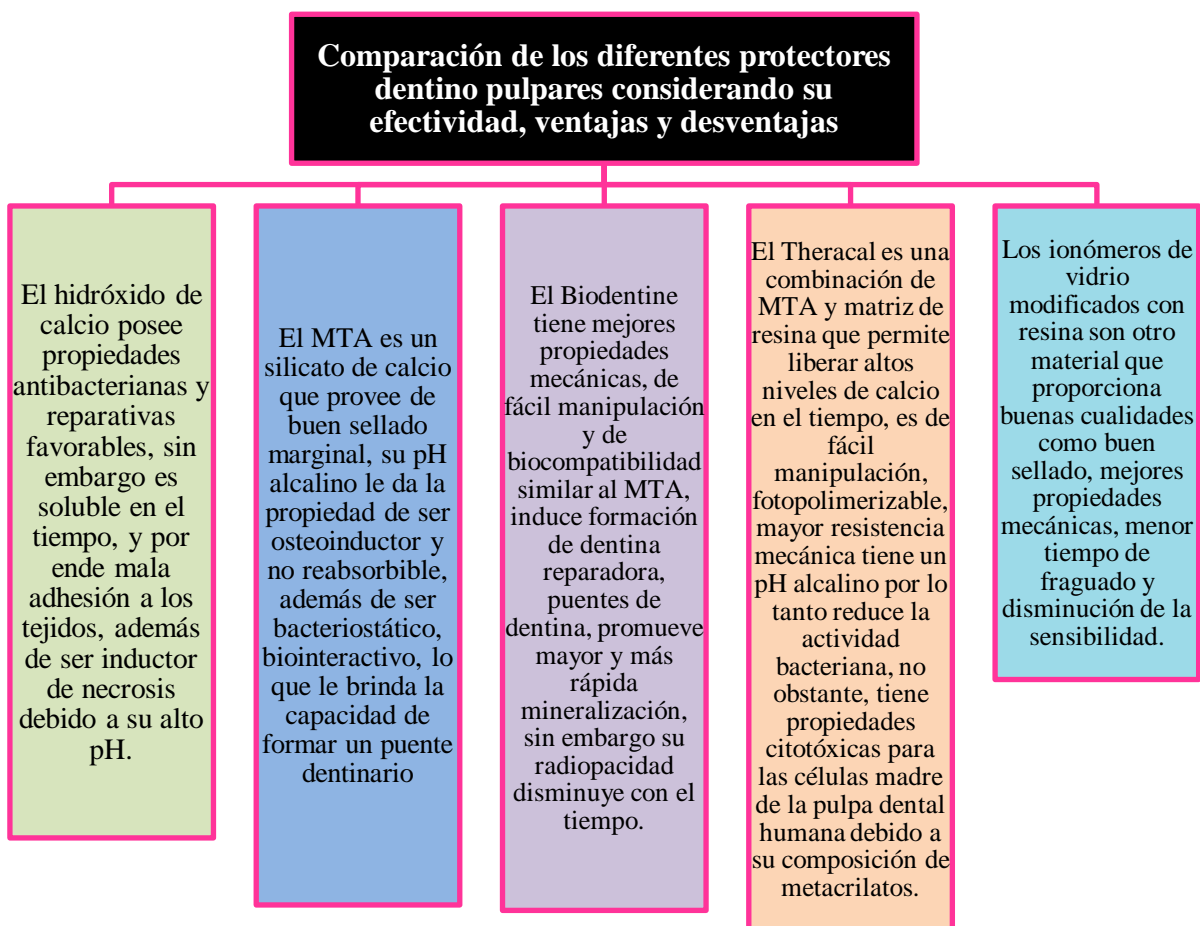 Comparación de los diferentes protectores
dentino pulpares considerando su
efectividad, ventajas y desventajas
El hidróxido de
calcio posee
propiedades
antibacterianas y
reparativas
favorables, sin
embargo es
soluble en el
tiempo, y por
ende mala
adhesión a los
tejidos, además
de ser inductor
de necrosis
debido a su alto
pH.
El MTA es un
silicato de calcio
que provee de
buen sellado
marginal, su pH
alcalino le da la
propiedad de ser
osteoinductor y
no reabsorbible,
además de ser
bacteriostático,
biointeractivo, lo
que le brinda la
capacidad de
formar un puente
dentinario
El Biodentine
tiene mejores
propiedades
mecánicas, de
fácil manipulación
y de
biocompatibilidad
similar al MTA,
induce formación
de dentina
reparadora,
puentes de
dentina, promueve
mayor y más
rápida
mineralización,
sin embargo su
radiopacidad
disminuye con el
tiempo.
El Theracal es una
combinación de
MTA y matriz de
resina que permite
liberar altos
niveles de calcio
en el tiempo, es de
fácil
manipulación,
fotopolimerizable,
mayor resistencia
mecánica tiene un
pH alcalino por lo
tanto reduce la
actividad
bacteriana, no
obstante, tiene
propiedades
citotóxicas para
las células madre
de la pulpa dental
humana debido a
su composición de
metacrilatos.
Los ionómeros de
vidrio
modificados con
resina son otro
material que
proporciona
buenas cualidades
como buen
sellado, mejores
propiedades
mecánicas, menor
tiempo de
fraguado y
disminución de la
sensibilidad.